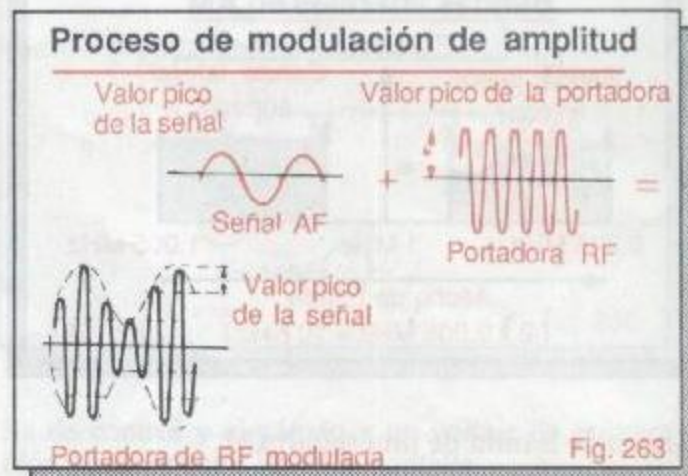 Proceso de modulación de amplitud
Valor pico
de la señal
Valor pico de la portadora
+
=
Señal AF
Portadora RF
Valor pico
de la señal
Portadora de RF modulada
Fig. 263